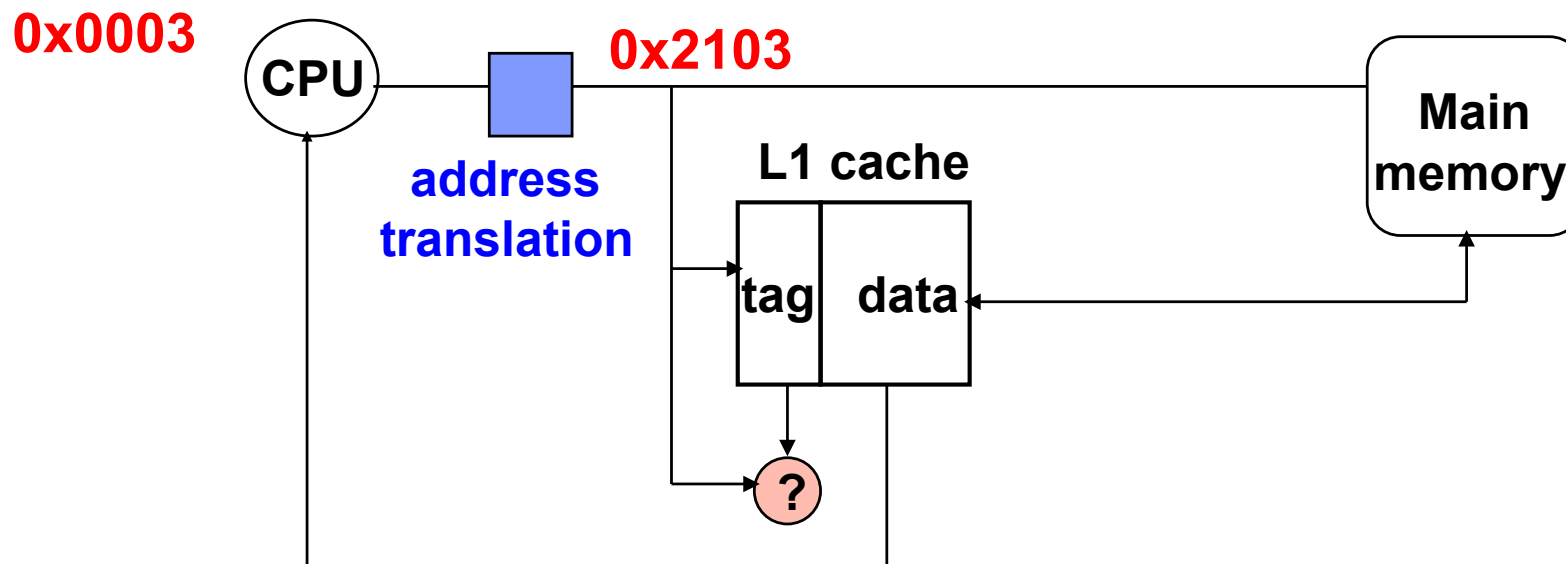 0x0003
CPU
0x2103
address
translation
L1 cache
Main
memory
tag
data
?